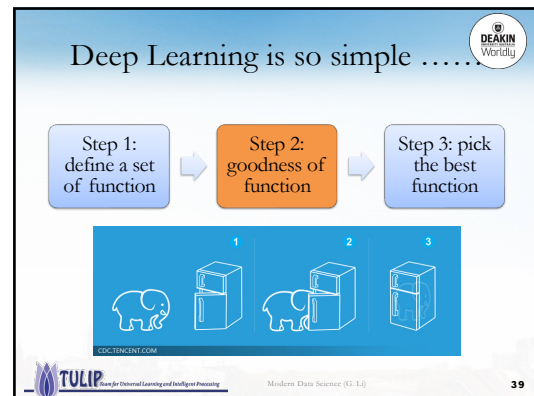 Deep Learning is so simple ……
DEAKIN
UNIVERSITY AUSTRALIA
Worldly
Step 1:
define a set
of function
Step 2:
goodness of
function
Step 3: pick
the best
function
1
2
3
CDC.TENCENT.COM
TULIP Team for Universal Learning and Intelligent Processing
Modern Data Science (G. Li)
39